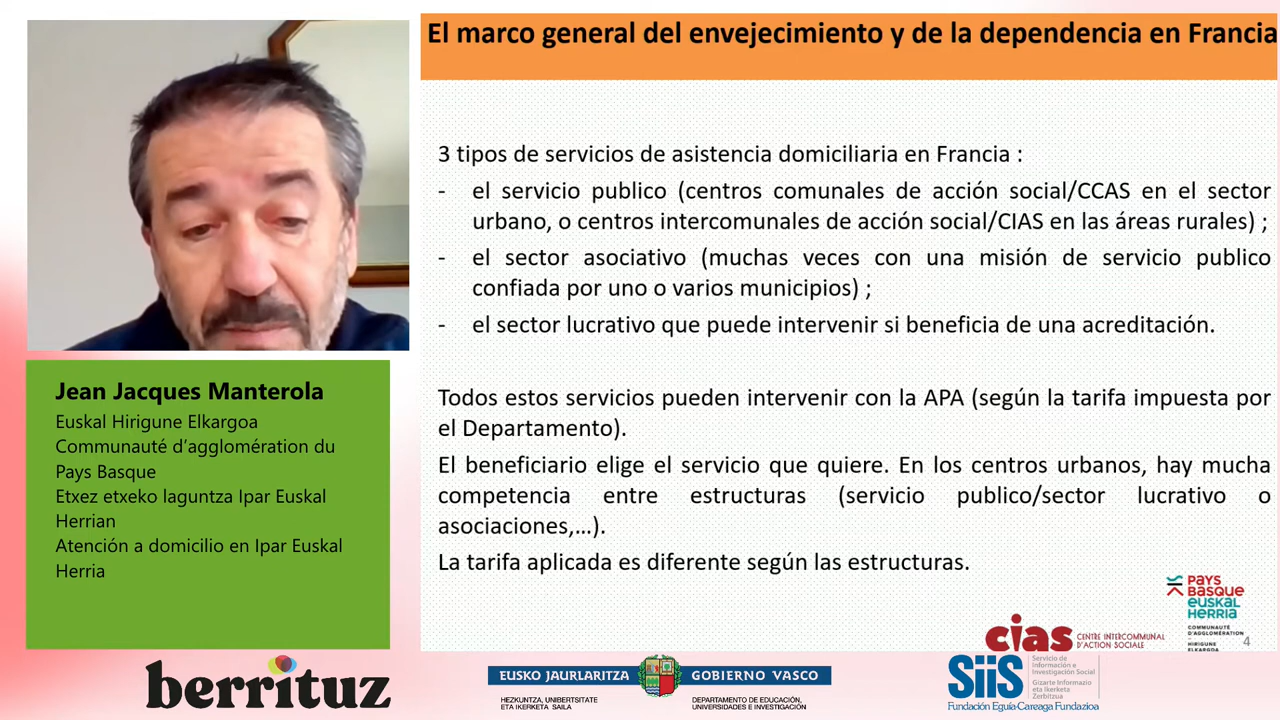 El marco general del envejecimiento y de la dependencia en Francia
3 tipos de servicios de asistencia domiciliaria en Francia :
- el servicio publico (centros comunales de acción social/CCAS en el sector
urbano, o centros intercomunales de acción social/CIAS en las áreas rurales) ;
- el sector asociativo (muchas veces con una misión de servicio publico
confiada por uno o varios municipios) ;
- el sector lucrativo que puede intervenir si beneficia de una acreditación.
Todos estos servicios pueden intervenir con la APA (según la tarifa impuesta por
el Departamento).
El beneficiario elige el servicio que quiere. En los centros urbanos, hay mucha
competencia entre estructuras (servicio publico/sector lucrativo o
asociaciones,...).
La tarifa aplicada es diferente según las estructuras.
Jean Jacques Manterola
Euskal Hirigune Elkargoa
Communauté d'agglomération du
Pays Basque
Etxez etxeko laguntza Ipar Euskal
Herrian
Atención a domicilio en Ipar Euskal
Herria
PAYS
BASQUE
EUSKAL
HERRIA
COMMUNAUTÉ
D'AGGLOMÉRATION
HIRIGUNE
ELKARGOA
4
cias CENTRE INTERCOMMUNAL
D'ACTION SOCIALE
berrituz
EUSKO JAURLARITZA GOBIERNO VASCO
HEZKUNTZA, UNIBERTSITATE
ETA IKERKETA SAILA
DEPARTAMENTO DE EDUCACIÓN,
UNIVERSIDADES E INVESTIGACIÓN
SiiS
Servicio de
Información e
Investigación Social
Gizarte Informazio
eta Ikerketa
Zerbitzua
Fundación Eguía-Careaga Fundazioa